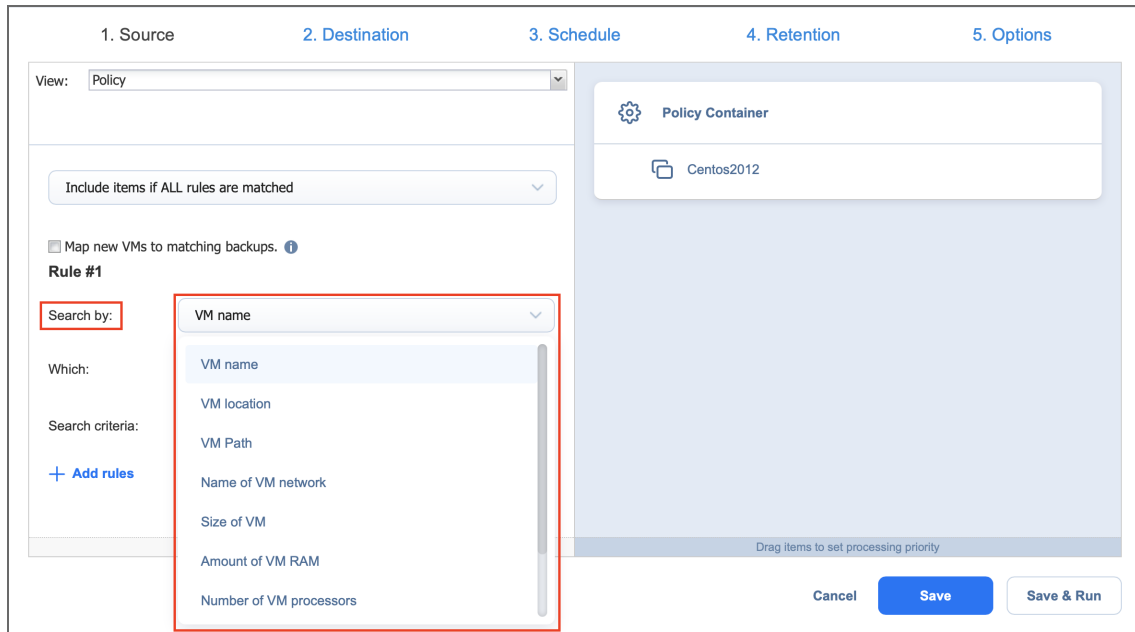 1. Source
2. Destination
3. Schedule
4. Retention
5. Options
View:
Policy
Include items if ALL rules are matched
Map new VMs to matching backups.
Rule #1
Search by:
VM name
Which:
Search criteria:
+ Add rules
VM name
VM location
VM Path
Name of VM network
Size of VM
Amount of VM RAM
Number of VM processors
Policy Container
Centos2012
Drag items to set processing priority
Cancel
Save
Save & Run